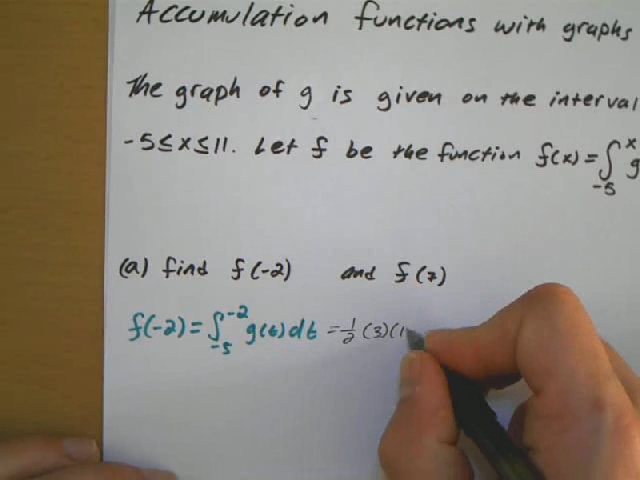 Accumulation functions with graphs
The graph of g is given on the interval
-5≤x≤11. Let f be the function f(x) = ∫_{-5}^{x} g
(a) find f(-2) and f(7)
f(-2) = ∫_{-5}^{-2} g(t) dt = 1/2 (3)(1